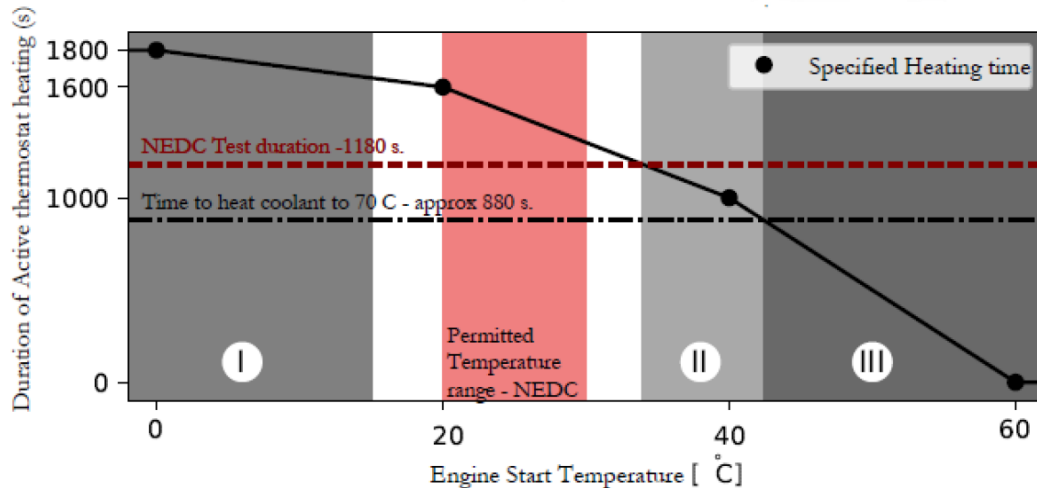 Duration of Active thermostat heating (s)
1800
1600
1000
0
Specified Heating time
NEDC Test duration -1180 s.
Time to heat coolant to 70 C - approx 880 s.
Permitted
Temperature
range - NEDC
I
II
III
0
20
40
60
Engine Start Temperature [ °C]